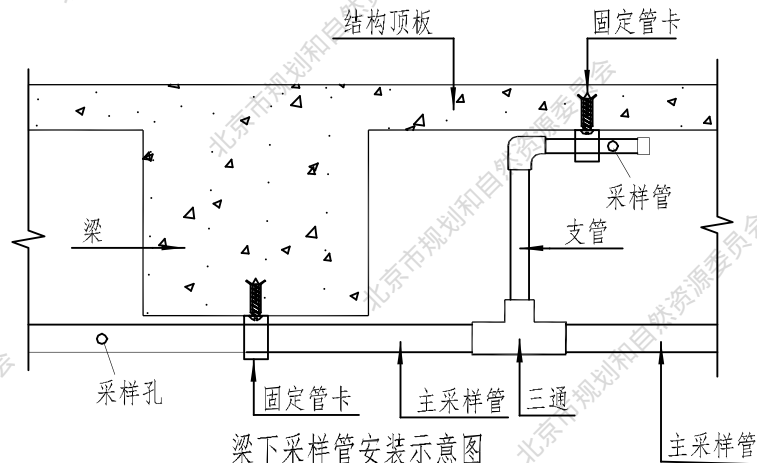 结构顶板
固定管卡
采样管
梁
支管
采样孔
固定管卡
主采样管
三通
主采样管
梁下采样管安装示意图
北京市规划和自然资源委员会
北京市规划和自然资源委员会
北京市规划和自然资源委员会
会